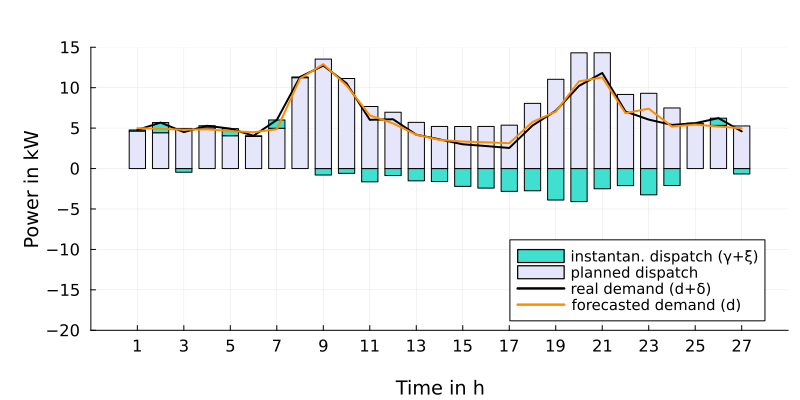 Power in kW
15
10
5
0
−5
−10
−15
−20
instantan. dispatch (γ+ξ)
planned dispatch
real demand (d+δ)
forecasted demand (d)
1 3 5 7 9 11 13 15 17 19 21 23 25 27
Time in h